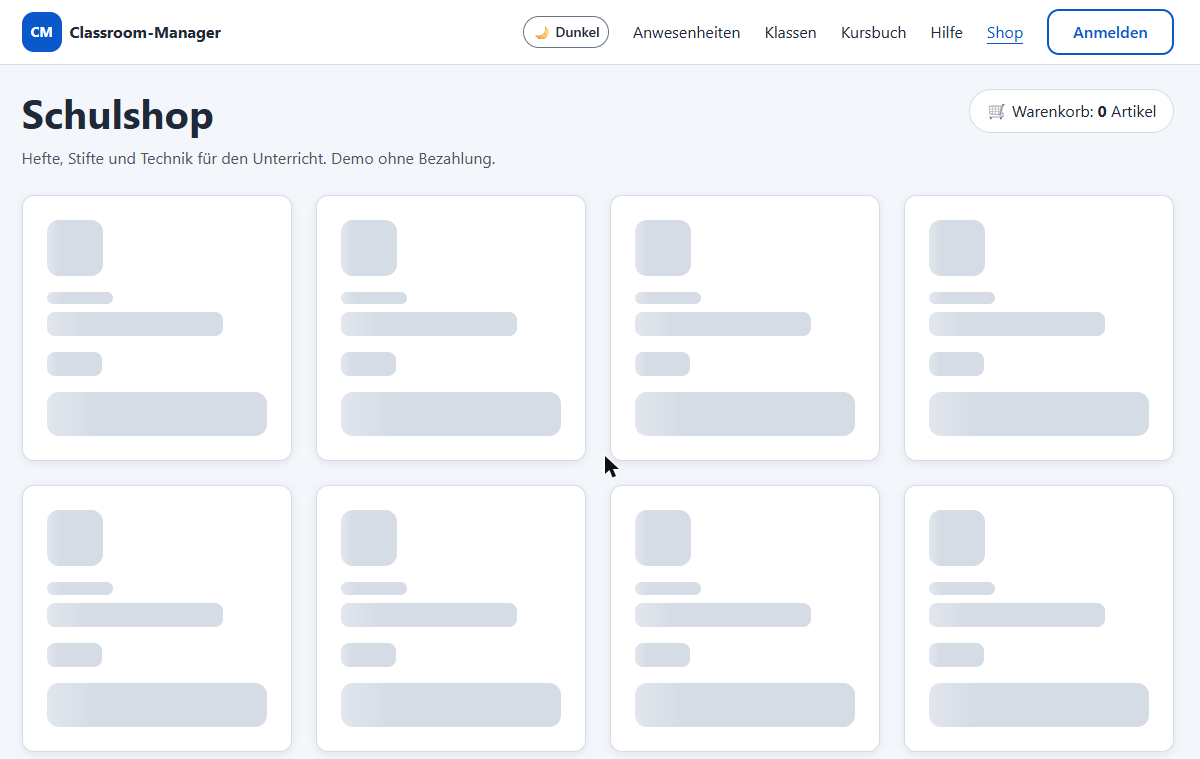 CM Classroom-Manager 🌙 Dunkel Anwesenheiten Klassen Kursbuch Hilfe Shop Anmelden
Schulshop
🛒 Warenkorb: 0 Artikel
Hefte, Stifte und Technik für den Unterricht. Demo ohne Bezahlung.